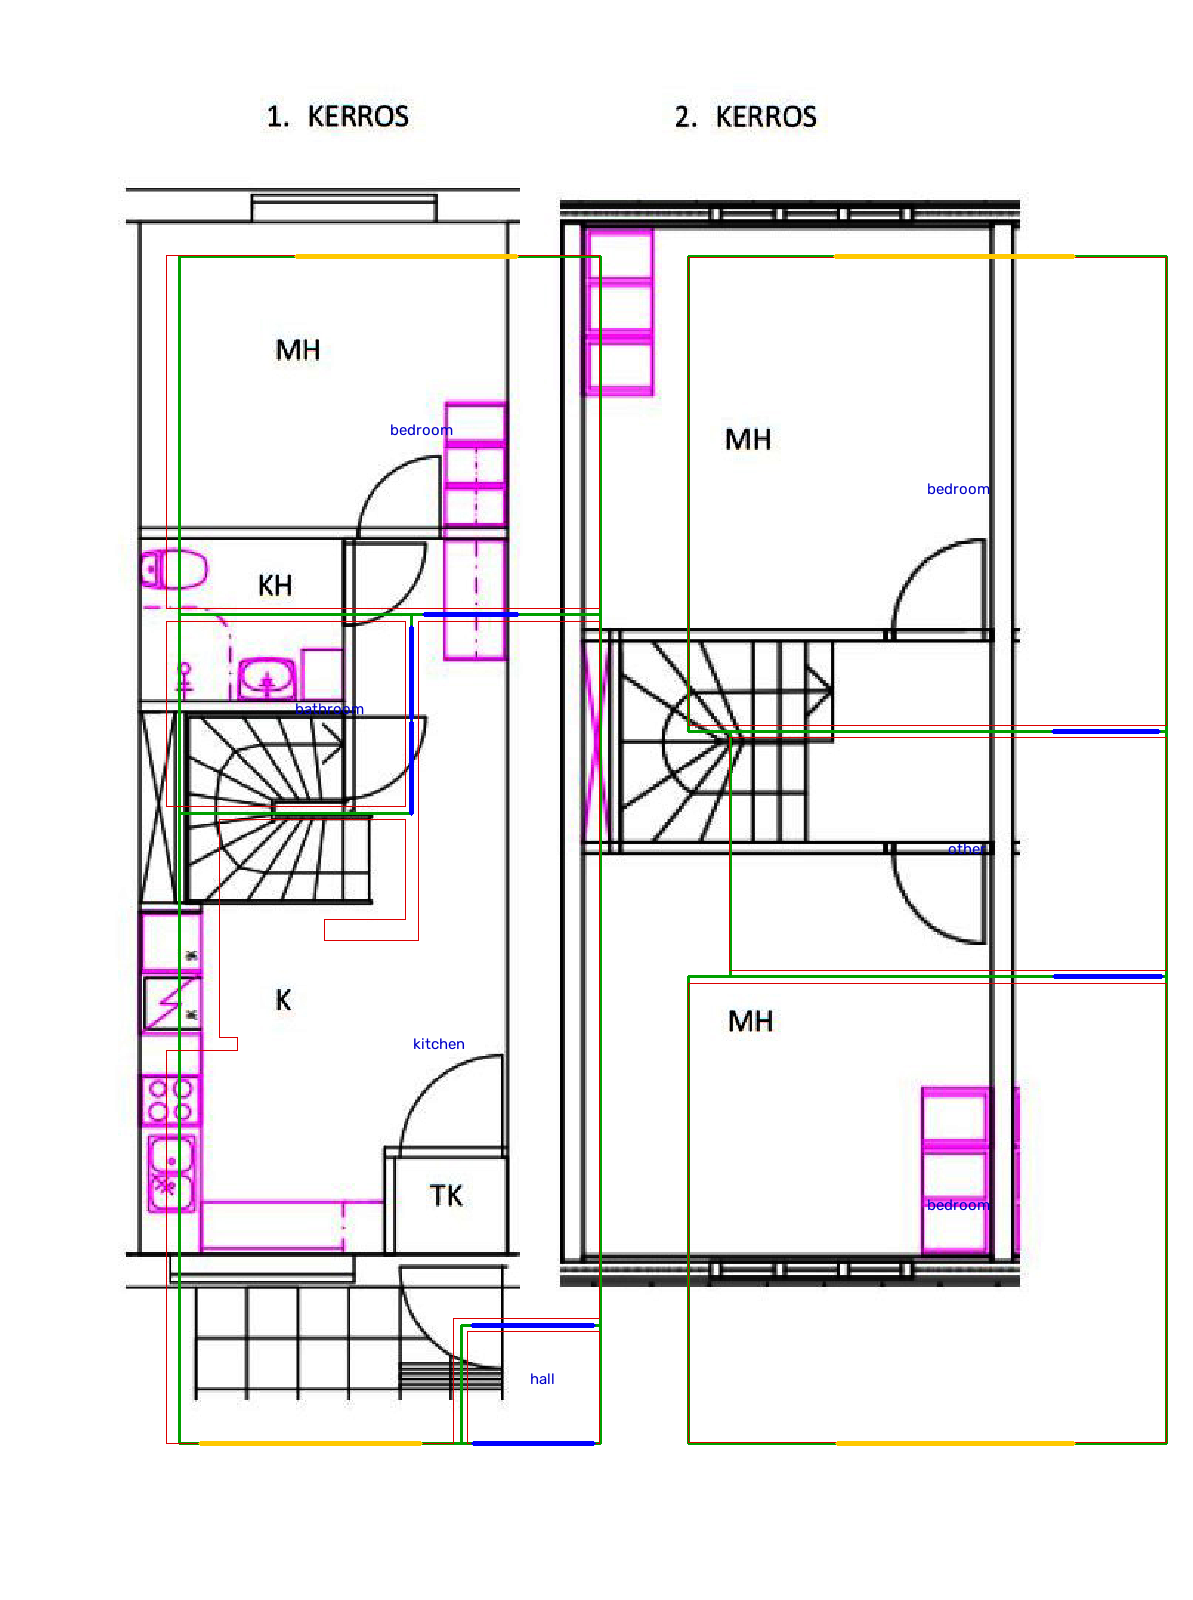 1. KERROS
2. KERROS
MH
bedroom
MH
bedroom
KH
bathroom
other
K
MH
kitchen
TK
bedroom
hall